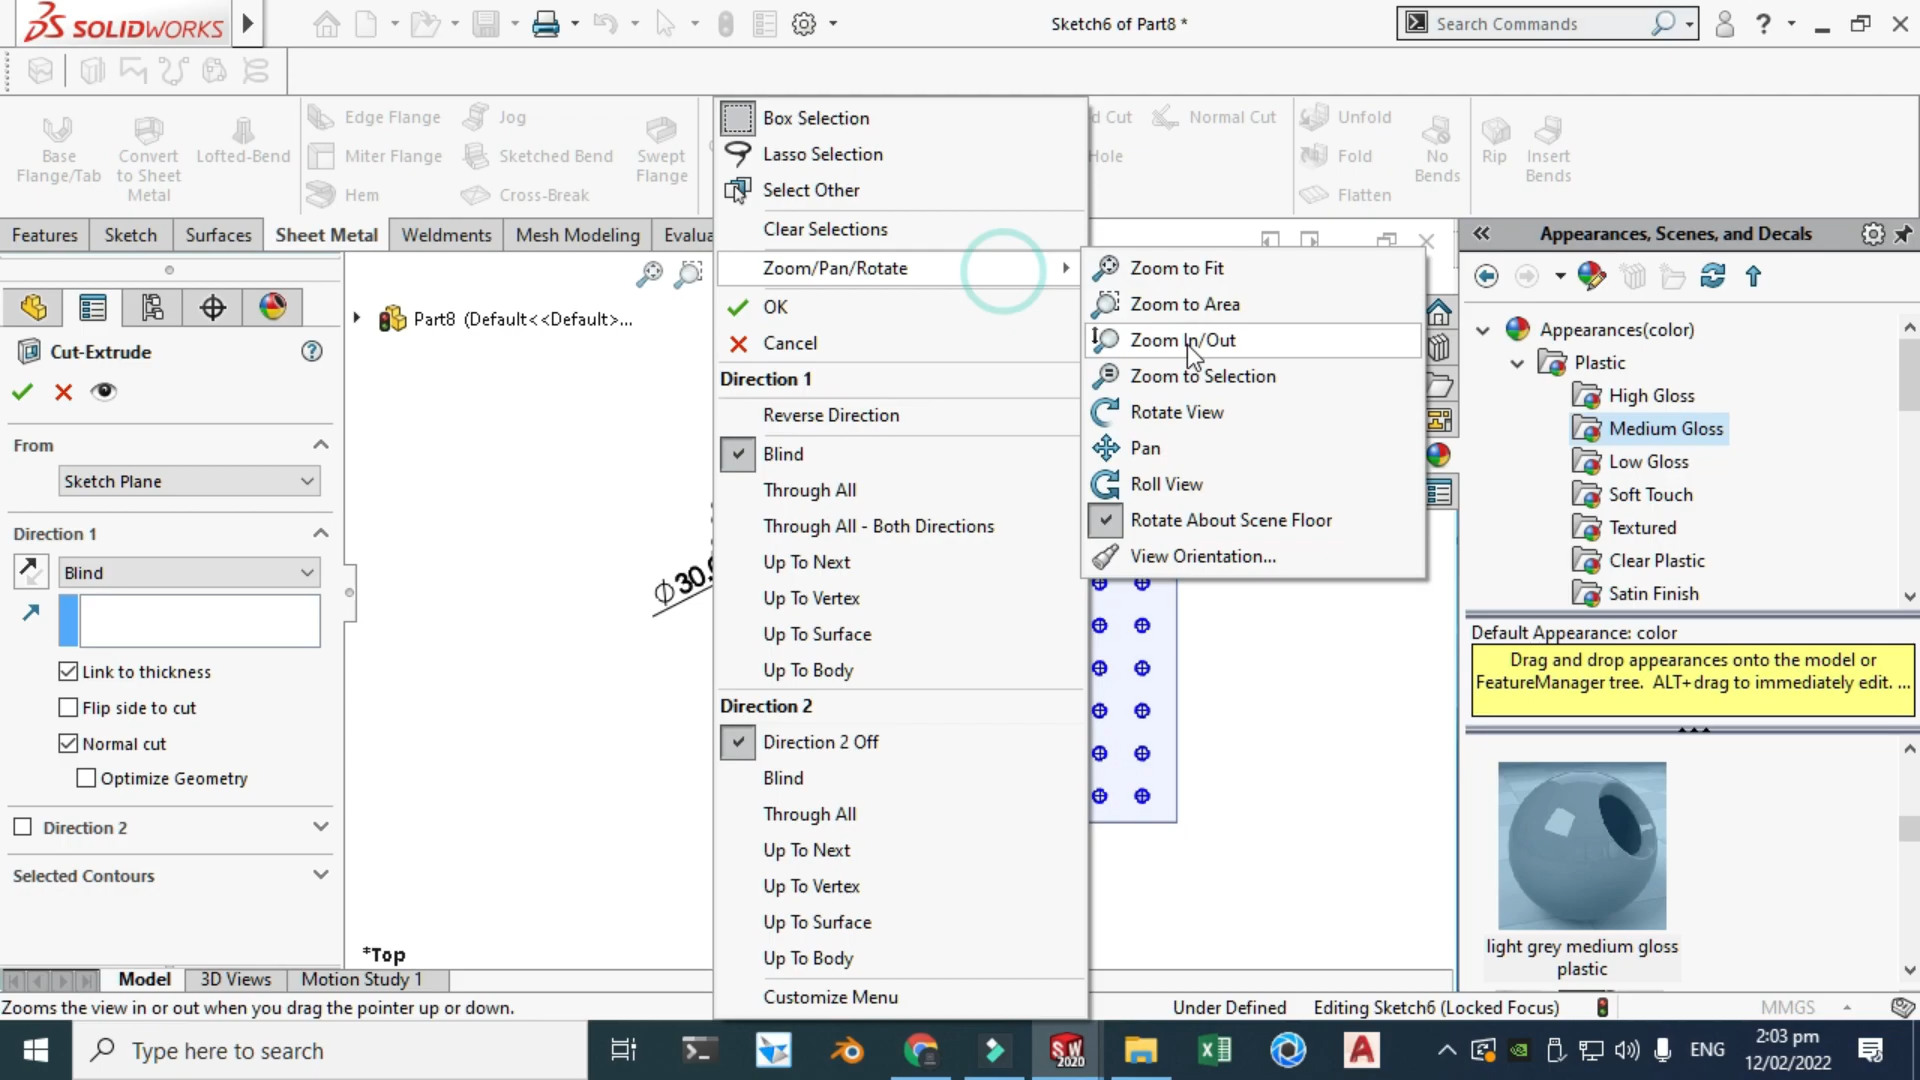 SOLIDWORKS
Sketch6 of Part8 *
Search Commands
Base Flange/Tab
Convert to Sheet Metal
Lofted-Bend
Edge Flange
Miter Flange
Hem
Jog
Sketched Bend
Cross-Break
Swept Flange
d Cut
Hole
Normal Cut
Unfold
Fold
Flatten
No Bends
Rip
Insert Bends
Features
Sketch
Surfaces
Sheet Metal
Weldments
Mesh Modeling
Evalua
Part8 (Default<<Default>...
Cut-Extrude
From
Sketch Plane
Direction 1
Blind
Link to thickness
Flip side to cut
Normal cut
Optimize Geometry
Direction 2
Selected Contours
*Top
Φ30.
Box Selection
Lasso Selection
Select Other
Clear Selections
Zoom/Pan/Rotate
OK
Cancel
Direction 1
Reverse Direction
Blind
Through All
Through All - Both Directions
Up To Next
Up To Vertex
Up To Surface
Up To Body
Direction 2
Direction 2 Off
Blind
Through All
Up To Next
Up To Vertex
Up To Surface
Up To Body
Customize Menu
Zoom to Fit
Zoom to Area
Zoom In/Out
Zoom to Selection
Rotate View
Pan
Roll View
Rotate About Scene Floor
View Orientation...
Appearances, Scenes, and Decals
Appearances(color)
Plastic
High Gloss
Medium Gloss
Low Gloss
Soft Touch
Textured
Clear Plastic
Satin Finish
Default Appearance: color
Drag and drop appearances onto the model or
FeatureManager tree. ALT+drag to immediately edit. ...
light grey medium gloss
plastic
Model
3D Views
Motion Study 1
Zooms the view in or out when you drag the pointer up or down.
Under Defined
Editing Sketch6 (Locked Focus)
MMGS
Type here to search
SW
2020
ENG
2:03 pm
12/02/2022